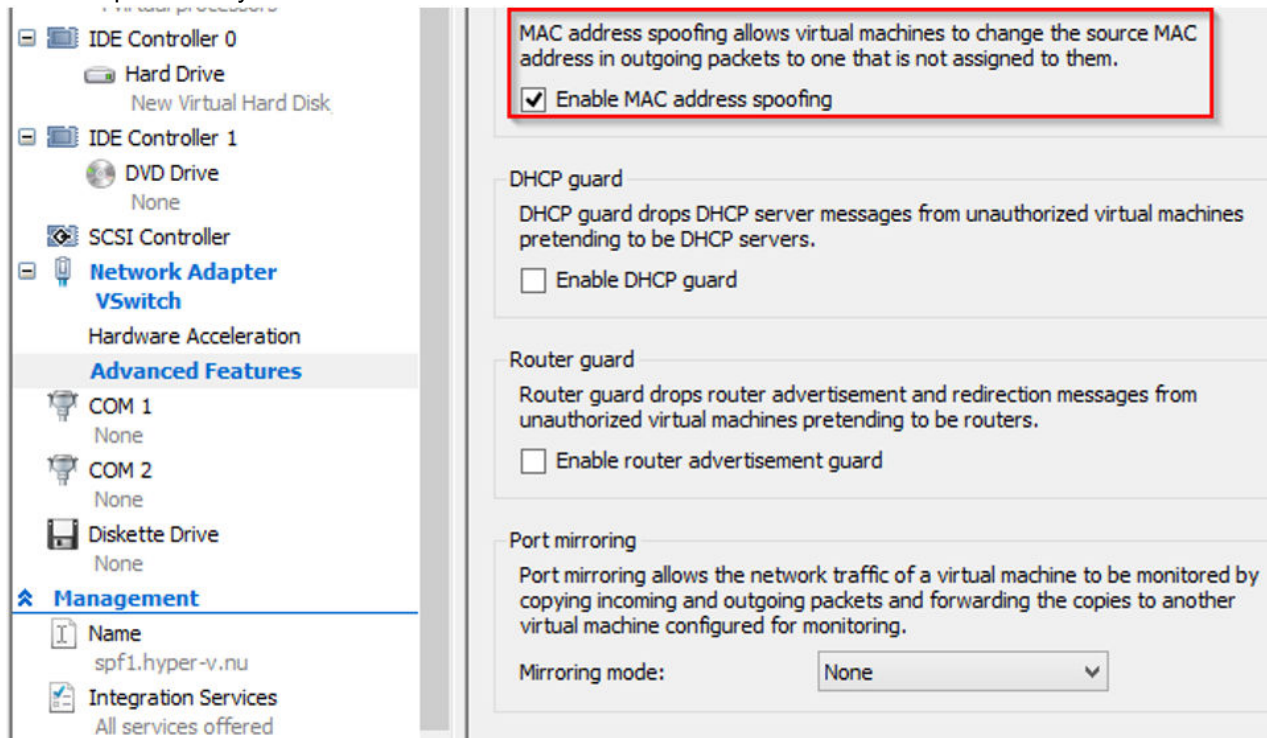 IDE Controller 0
Hard Drive
New Virtual Hard Disk
IDE Controller 1
DVD Drive
None
SCSI Controller
Network Adapter
VSwitch
Hardware Acceleration
Advanced Features
COM 1
None
COM 2
None
Diskette Drive
None
Management
Name
spf1.hyper-v.nu
Integration Services
All services offered
MAC address spoofing allows virtual machines to change the source MAC
address in outgoing packets to one that is not assigned to them.
Enable MAC address spoofing
DHCP guard
DHCP guard drops DHCP server messages from unauthorized virtual machines
pretending to be DHCP servers.
Enable DHCP guard
Router guard
Router guard drops router advertisement and redirection messages from
unauthorized virtual machines pretending to be routers.
Enable router advertisement guard
Port mirroring
Port mirroring allows the network traffic of a virtual machine to be monitored by
copying incoming and outgoing packets and forwarding the copies to another
virtual machine configured for monitoring.
Mirroring mode:
None